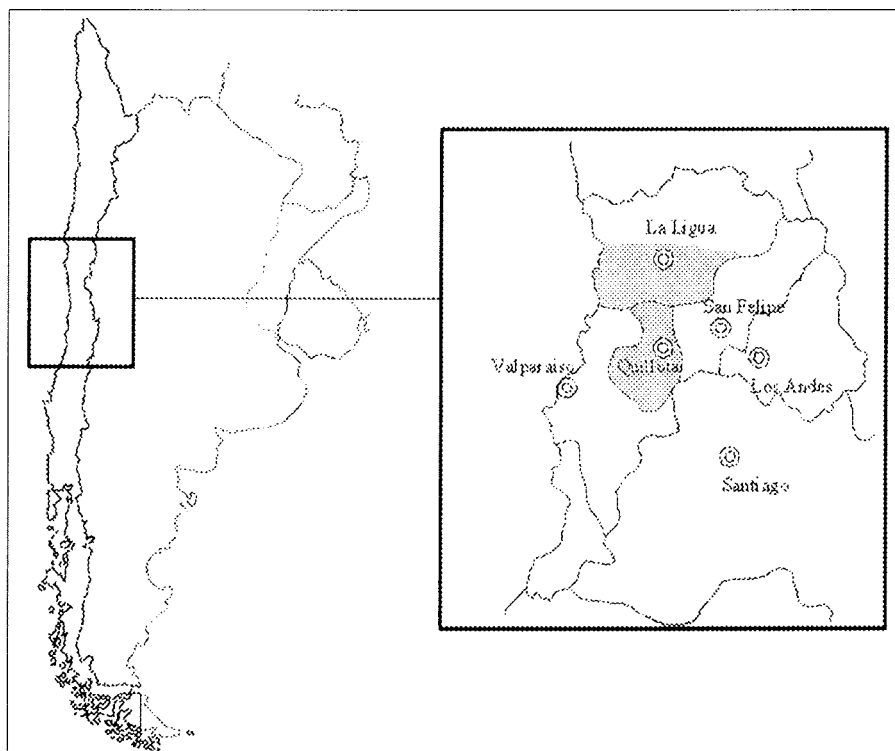 La Ligua
San Felipe
Valparaiso
Quillota
Los Andes
Santiago